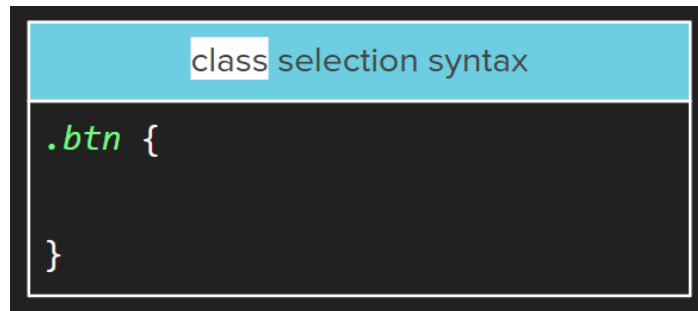 class selection syntax
.btn {
}